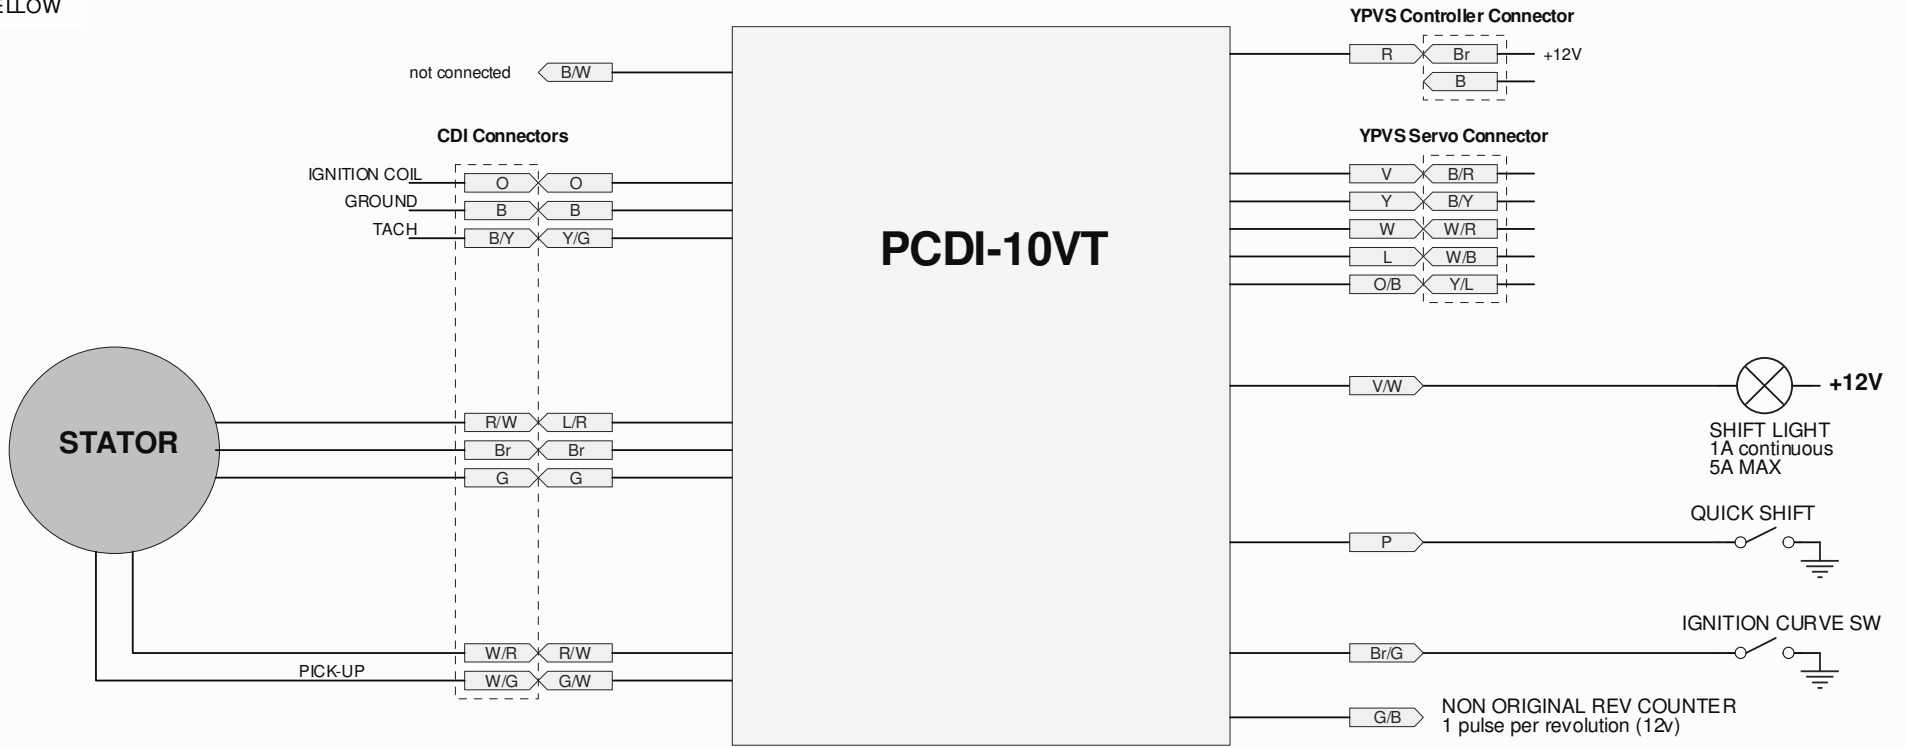 YPVS Controller Connector
not connected B/W
R Br +12V
B
CDI Connectors
YPVS Servo Connector
IGNITION COIL O O
GROUND B B
TACH B/Y Y/G
V B/R
Y B/Y
W W/R
L W/B
O/B Y/L
PCDI-10VT
STATOR
R/W L/R
Br Br
G G
V/W +12V
SHIFT LIGHT
1A continuous
5A MAX
QUICK SHIFT
P
IGNITION CURVE SW
W/R R/W
PICK-UP W/G G/W
Br/G
G/B
NON ORIGINAL REV COUNTER
1 pulse per revolution (12v)